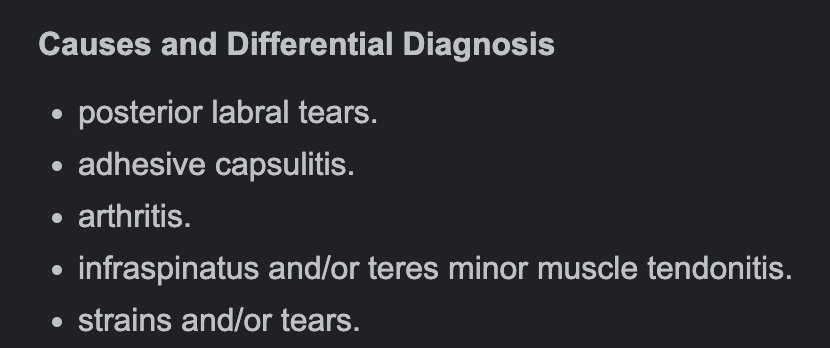 Causes and Differential Diagnosis
• posterior labral tears.
• adhesive capsulitis.
• arthritis.
• infraspinatus and/or teres minor muscle tendonitis.
• strains and/or tears.